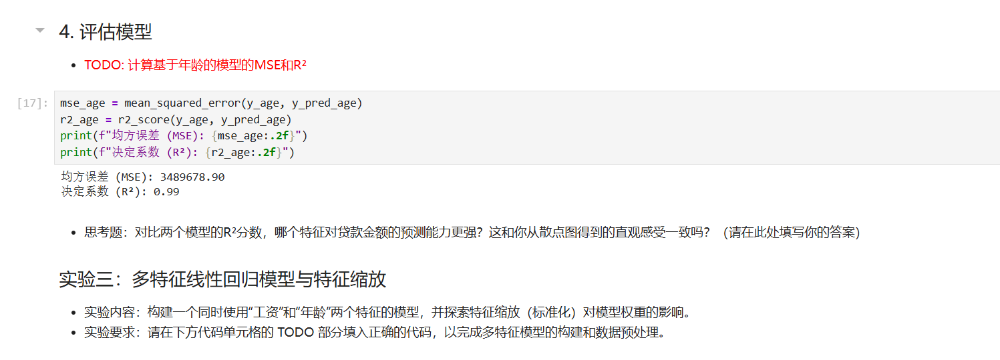 4. 评估模型
• TODO: 计算基于年龄的模型的MSE和R²
[17]:
mse_age = mean_squared_error(y_age, y_pred_age)
r2_age = r2_score(y_age, y_pred_age)
print(f"均方误差 (MSE): {mse_age:.2f}")
print(f"决定系数 (R²): {r2_age:.2f}")
均方误差 (MSE): 3489678.90
决定系数 (R²): 0.99
• 思考题：对比两个模型的R²分数，哪个特征对贷款金额的预测能力更强？这和你从散点图得到的直观感受一致吗？（请在此处填写你的答案）
实验三：多特征线性回归模型与特征缩放
• 实验内容：构建一个同时使用“工资”和“年龄”两个特征的模型，并探索特征缩放（标准化）对模型权重的影响。
• 实验要求：请在下方代码单元格的 TODO 部分填入正确的代码，以完成多特征模型的构建和数据预处理。